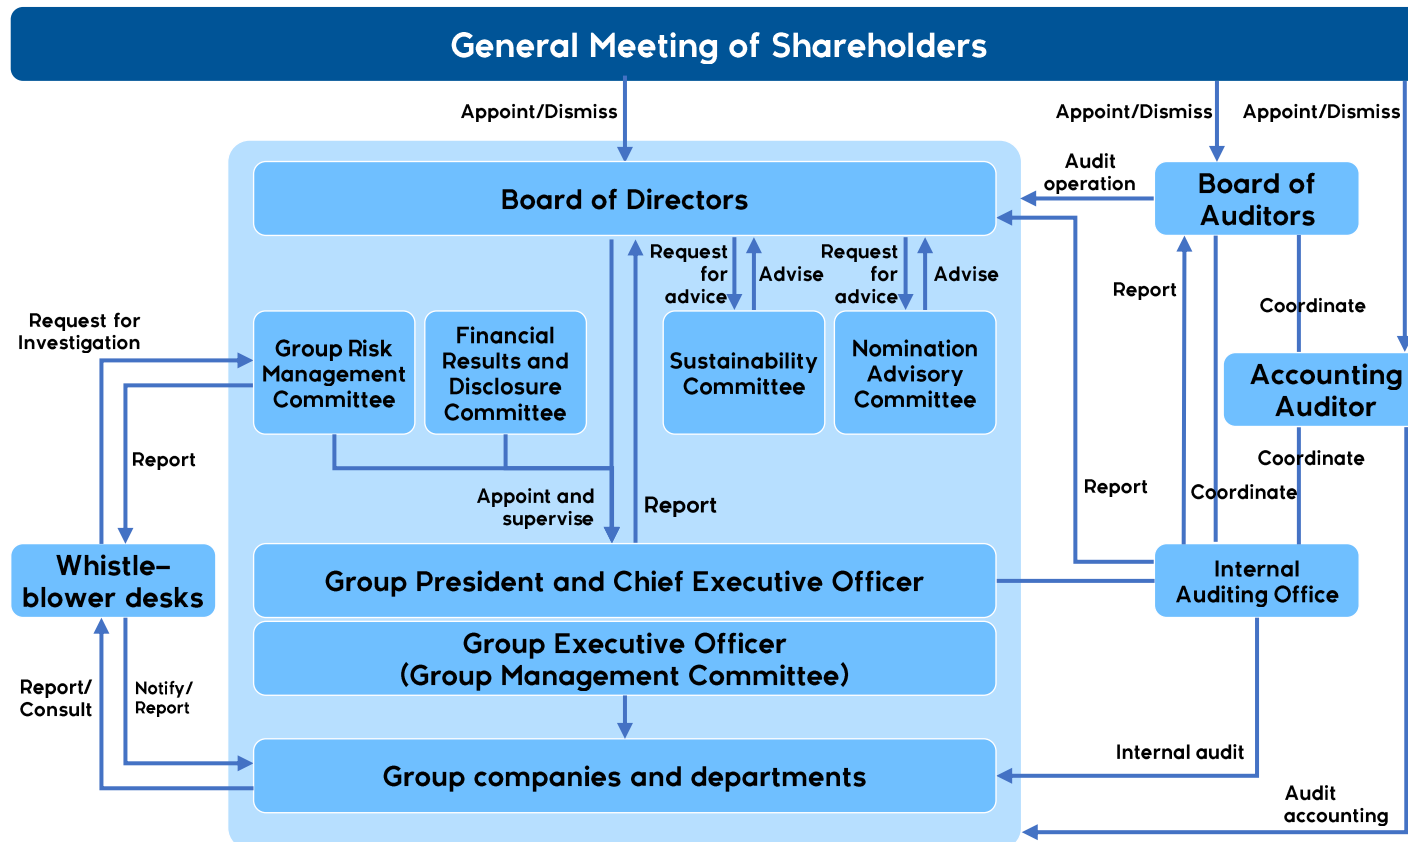 General Meeting of Shareholders
Appoint/Dismiss
Appoint/Dismiss
Appoint/Dismiss
Board of Directors
Audit
operation
Board of
Auditors
Request
for
advice
Advise
Request
for
advice
Advise
Report
Coordinate
Request for
Investigation
Group Risk
Management
Committee
Financial
Results and
Disclosure
Committee
Sustainability
Committee
Nomination
Advisory
Committee
Accounting
Auditor
Report
Coordinate
Appoint and
supervise
Report
Report
Coordinate
Whistle–
blower desks
Group President and Chief Executive Officer
Internal
Auditing Office
Group Executive Officer
(Group Management Committee)
Report/
Consult
Notify/
Report
Internal audit
Group companies and departments
Audit
accounting